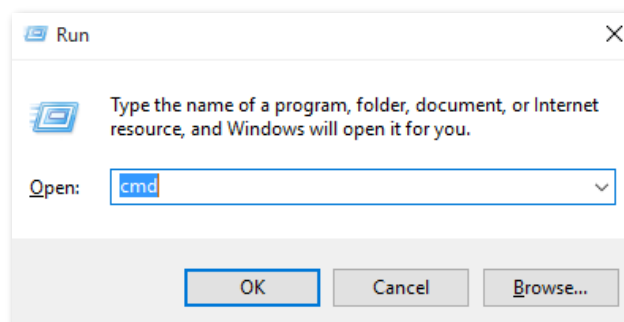 Run
Type the name of a program, folder, document, or Internet
resource, and Windows will open it for you.
Open:
cmd
OK
Cancel
Browse...